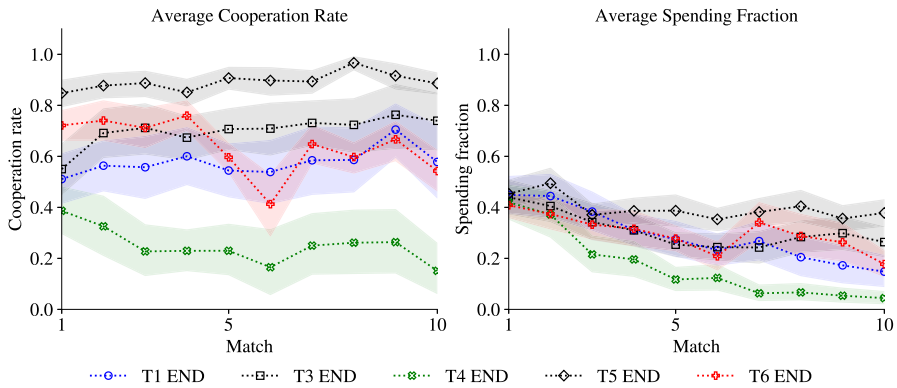 Average Cooperation Rate
Cooperation rate
1.0
0.8
0.6
0.4
0.2
0.0
1
5
10
Match
Average Spending Fraction
Spending fraction
1.0
0.8
0.6
0.4
0.2
0.0
1
5
10
Match
T1 END
T3 END
T4 END
T5 END
T6 END